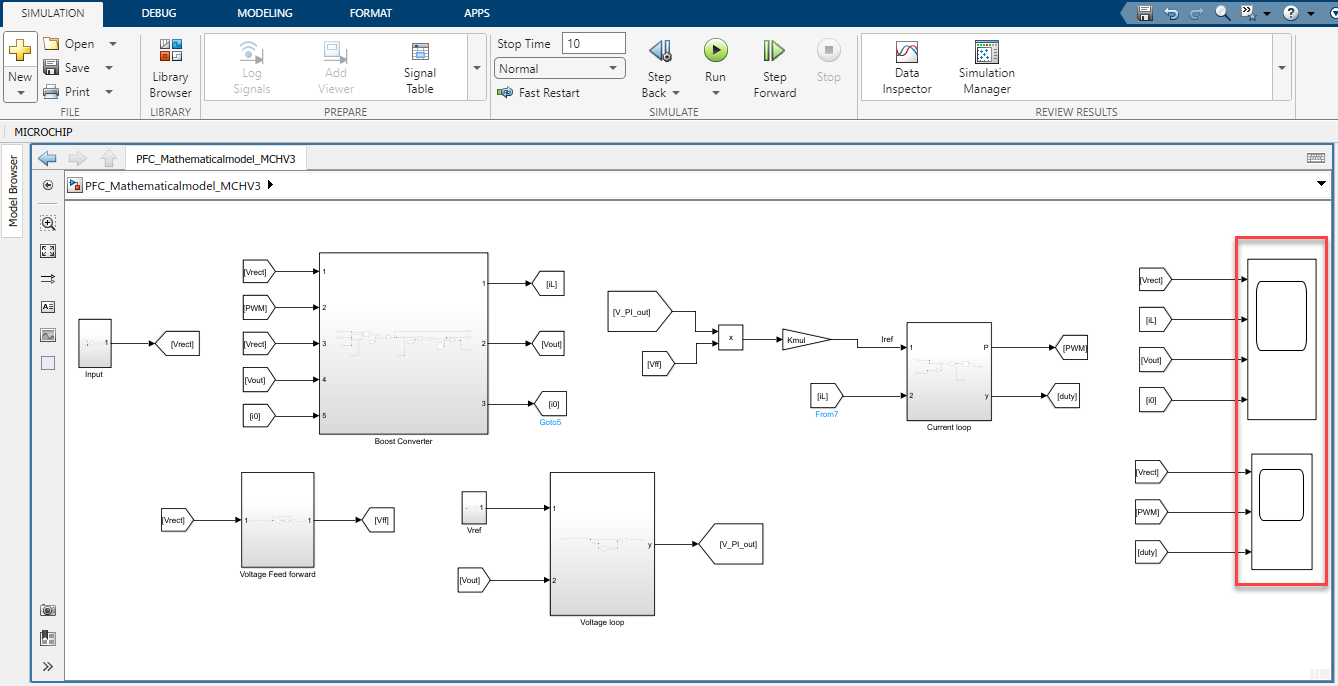 SIMULATION DEBUG MODELING FORMAT APPS
New
Open
Save
Print
FILE
Library
Browser
LIBRARY
Log
Signals
Add
Viewer
Signal
Table
PREPARE
Stop Time 10
Normal
Fast Restart
Step
Back
Run
Step
Forward
Stop
SIMULATE
Data
Inspector
Simulation
Manager
REVIEW RESULTS
MICROCHIP
Model Browser
PFC_Mathematicalmodel_MCHV3
PFC_Mathematicalmodel_MCHV3
1
Input
[Vrect]
[Vrect]
[PWM]
[Vrect]
[Vout]
[i0]
1
2
3
4
5
1
2
3
Boost Converter
[iL]
[Vout]
[i0]
Goto5
[V_PI_out]
[Vff]
x
Kmul
Iref
[iL]
From7
1
2
P
y
Current loop
[PWM]
[duty]
[Vrect]
[iL]
[Vout]
[i0]
[Vrect]
1
1
Voltage Feed forward
[Vff]
1
Vref
[Vout]
1
2
y
Voltage loop
[V_PI_out]
[Vrect]
[PWM]
[duty]